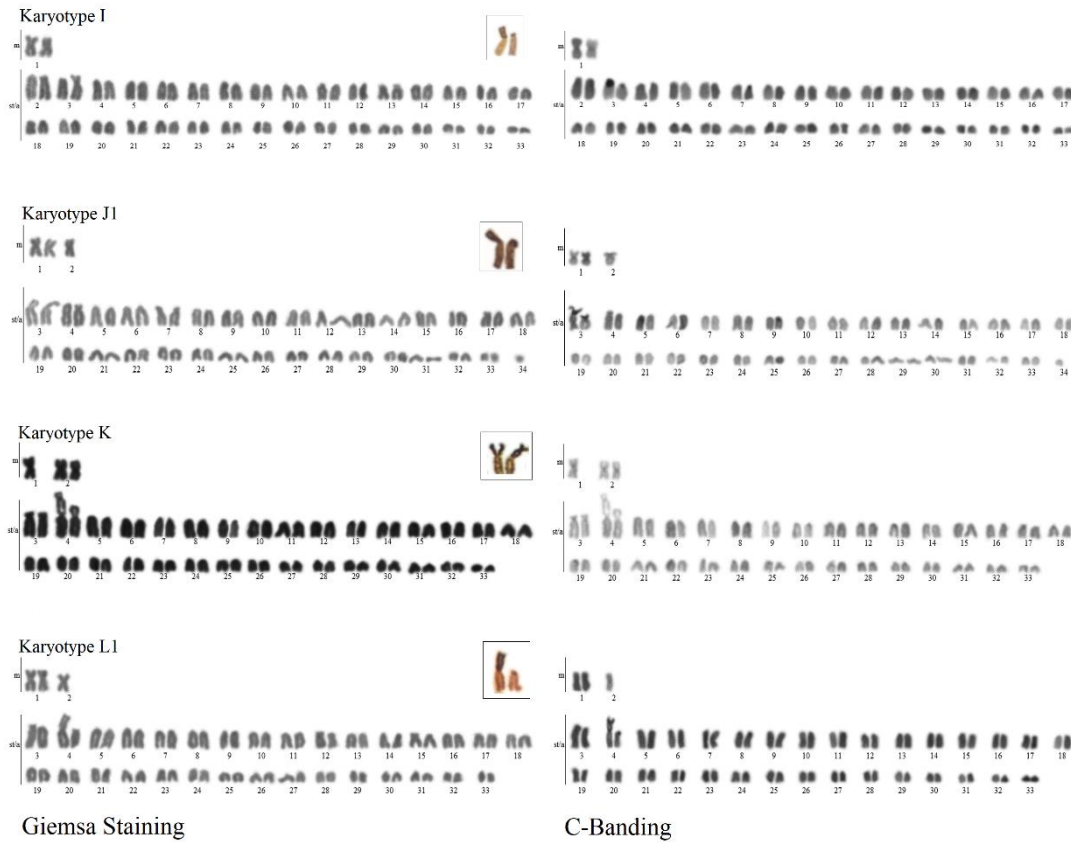 Karyotype I
m
1
m
1
st/a
2 3 4 5 6 7 8 9 10 11 12 13 14 15 16 17
st/a
2 3 4 5 6 7 8 9 10 11 12 13 14 15 16 17
18 19 20 21 22 23 24 25 26 27 28 29 30 31 32 33
18 19 20 21 22 23 24 25 26 27 28 29 30 31 32 33
Karyotype J1
m
1 2
m
1 2
st/a
3 4 5 6 7 8 9 10 11 12 13 14 15 16 17 18
st/a
3 4 5 6 7 8 9 10 11 12 13 14 15 16 17 18
19 20 21 22 23 24 25 26 27 28 29 30 31 32 33 34
19 20 21 22 23 24 25 26 27 28 29 30 31 32 33 34
Karyotype K
m
1 2
m
1 2
st/a
3 4 5 6 7 8 9 10 11 12 13 14 15 16 17 18
st/a
3 4 5 6 7 8 9 10 11 12 13 14 15 16 17 18
19 20 21 22 23 24 25 26 27 28 29 30 31 32 33
19 20 21 22 23 24 25 26 27 28 29 30 31 32 33
Karyotype L1
m
1 2
m
1 2
st/a
3 4 5 6 7 8 9 10 11 12 13 14 15 16 17 18
st/a
3 4 5 6 7 8 9 10 11 12 13 14 15 16 17 18
19 20 21 22 23 24 25 26 27 28 29 30 31 32 33
19 20 21 22 23 24 25 26 27 28 29 30 31 32 33
Giemsa Staining
C-Banding